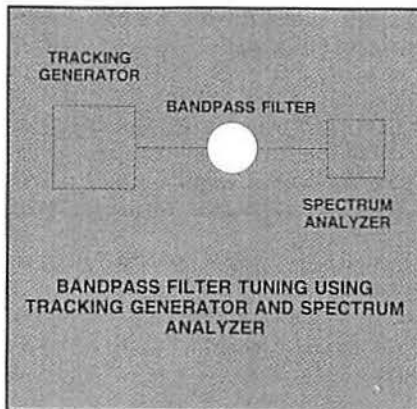 TRACKING
GENERATOR
BANDPASS FILTER
SPECTRUM
ANALYZER
BANDPASS FILTER TUNING USING
TRACKING GENERATOR AND SPECTRUM
ANALYZER